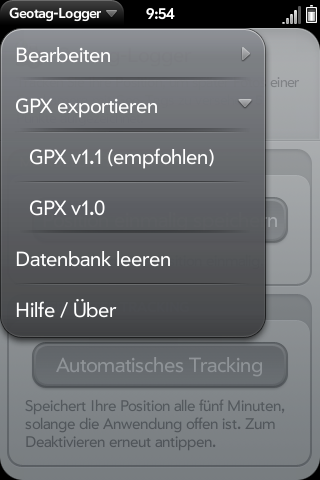 Geotag-Logger 9:54
Bearbeiten
einer
GPX exportieren
GPX v1.1 (empfohlen)
GPX v1.0
Datenbank leeren
Hilfe / Über
Automatisches Tracking
Speichert Ihre Position alle fünf Minuten,
solange die Anwendung offen ist. Zum
Deaktivieren erneut antippen.